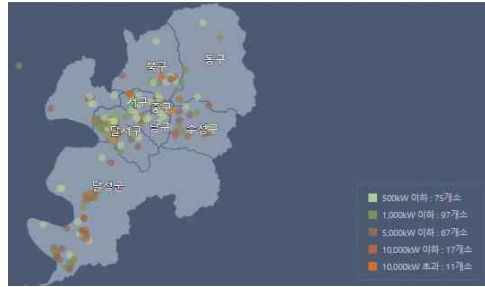 동구
북구
서구
중구
달서구
남구
수성구
달성군
500kW 이하 : 75개소
1,000kW 이하 : 97개소
5,000kW 이하 : 67개소
10,000kW 이하 : 17개소
10,000kW 초과 : 11개소